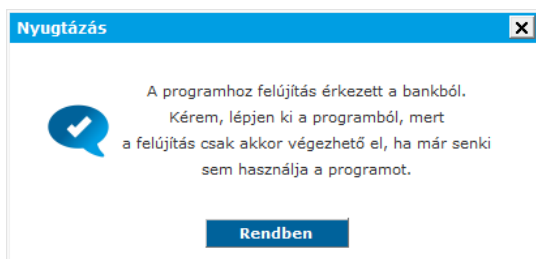 Nyugtázás
A programhoz felújítás érkezett a bankból.
Kérem, lépjen ki a programból, mert
a felújítás csak akkor végezhető el, ha már senki
sem használja a programot.
Rendben